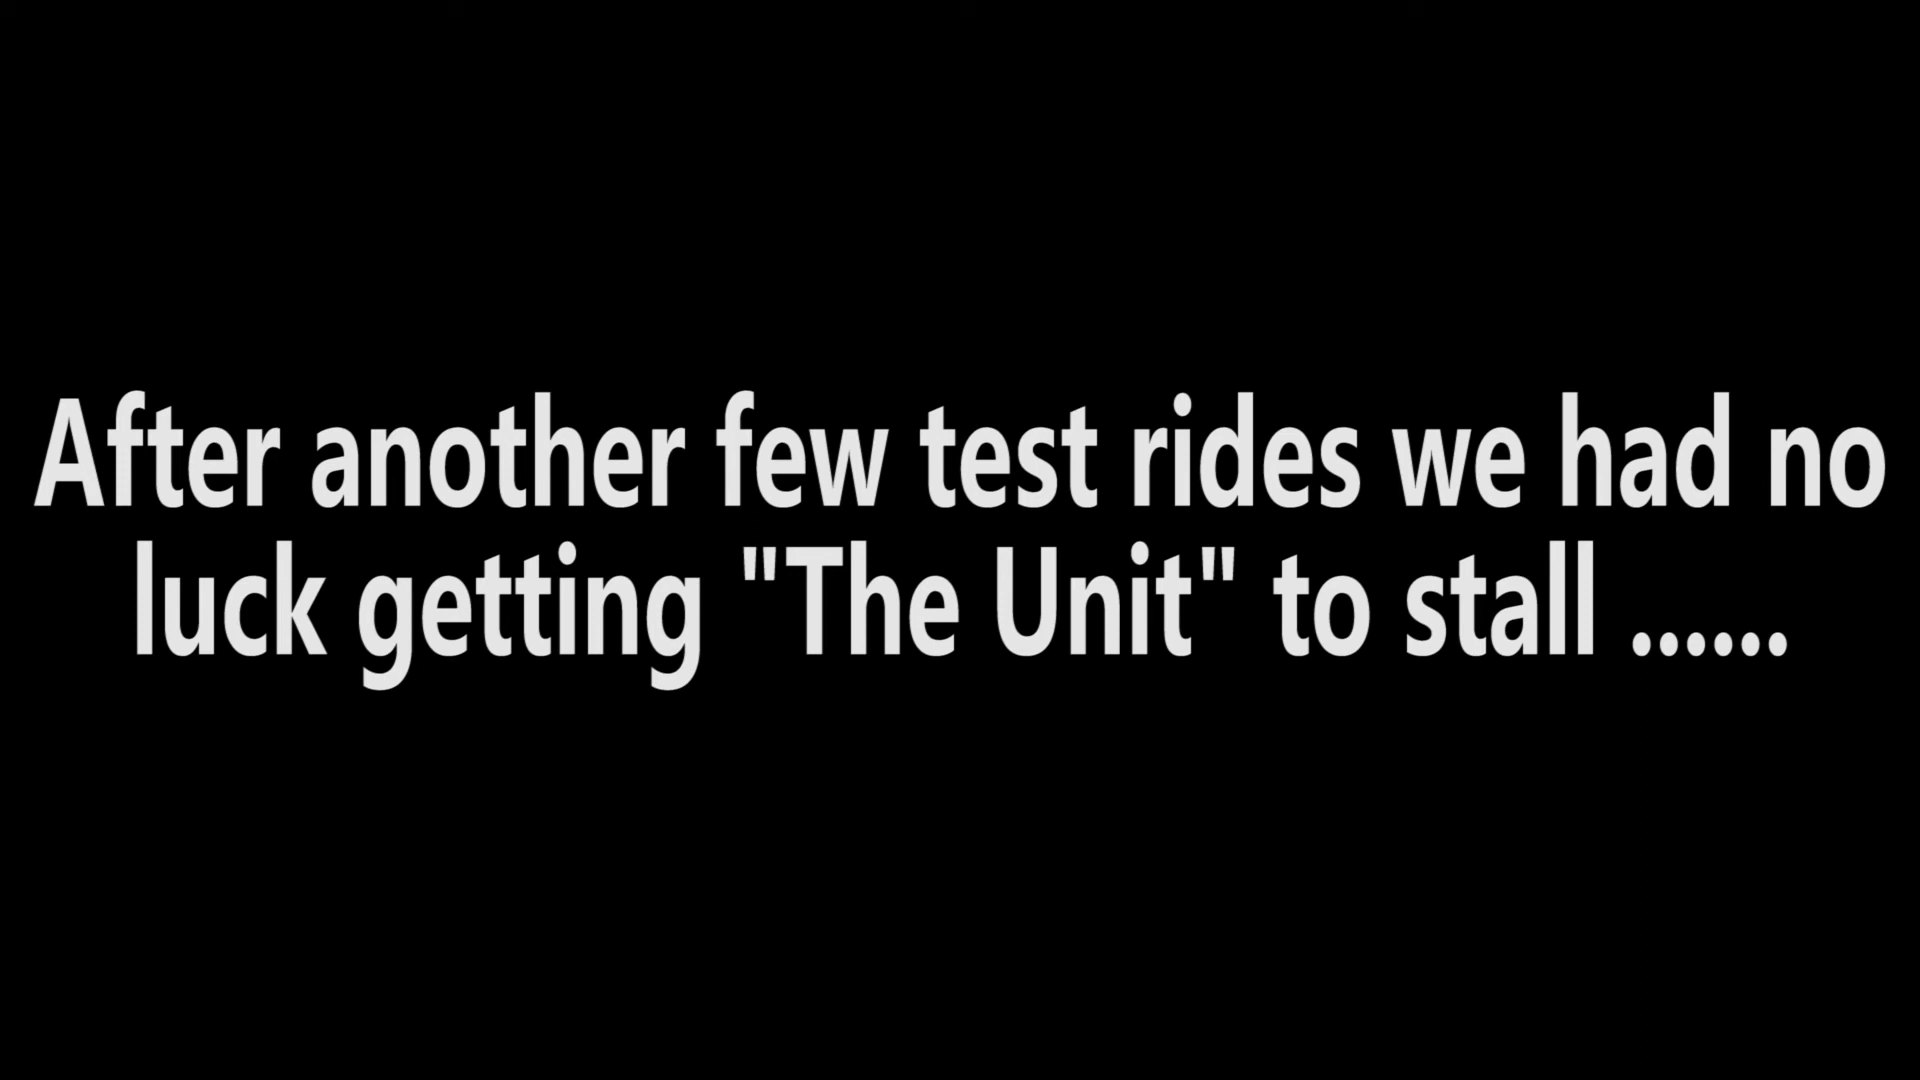 After another few test rides we had no
luck getting "The Unit" to stall ......